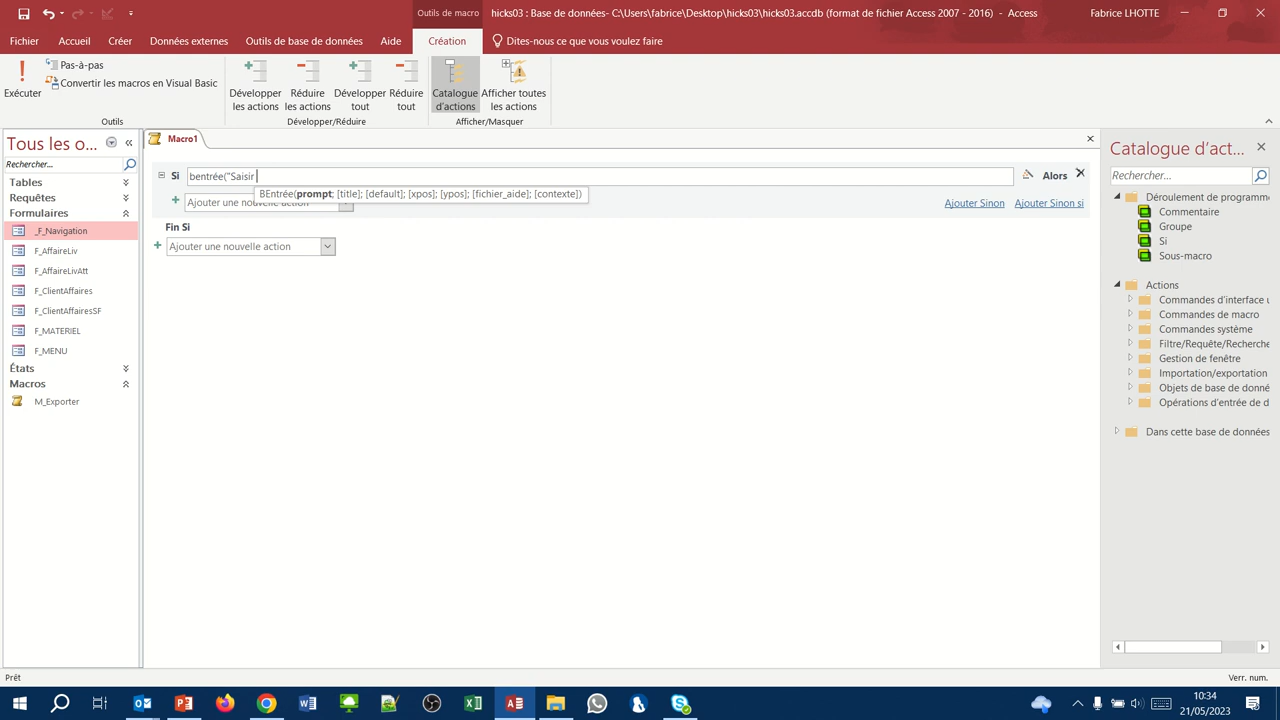 Outils de macro
hicks03 : Base de données- C:\Users\fabrice\Desktop\hicks03\hicks03.accdb (format de fichier Access 2007 - 2016) - Access
Fabrice LHOTTE
Fichier Accueil Créer Données externes Outils de base de données Aide Création Dites-nous ce que vous voulez faire
Exécuter
Pas-à-pas
Convertir les macros en Visual Basic
Outils
Développer les actions
Réduire les actions
Développer tout
Réduire tout
Développer/Réduire
Catalogue d'actions
Afficher toutes les actions
Afficher/Masquer
Tous les o...
Rechercher...
Tables
Requêtes
Formulaires
_F_Navigation
F_AffaireLiv
F_AffaireLivAtt
F_ClientAffaires
F_ClientAffairesSF
F_MATERIEL
F_MENU
États
Macros
M_Exporter
Macro1
Si bentrée("Saisir Alors
BEntrée(prompt; [title]; [default]; [xpos]; [ypos]; [fichier_aide]; [contexte])
Ajouter une nouvelle action
Ajouter Sinon Ajouter Sinon si
Fin Si
Ajouter une nouvelle action
Catalogue d'act...
Rechercher...
Déroulement de programme
Commentaire
Groupe
Si
Sous-macro
Actions
Commandes d'interface u
Commandes de macro
Commandes système
Filtre/Requête/Recherche
Gestion de fenêtre
Importation/exportation
Objets de base de donné
Opérations d'entrée de d
Dans cette base de données
Prêt
Verr. num.
10:34
21/05/2023